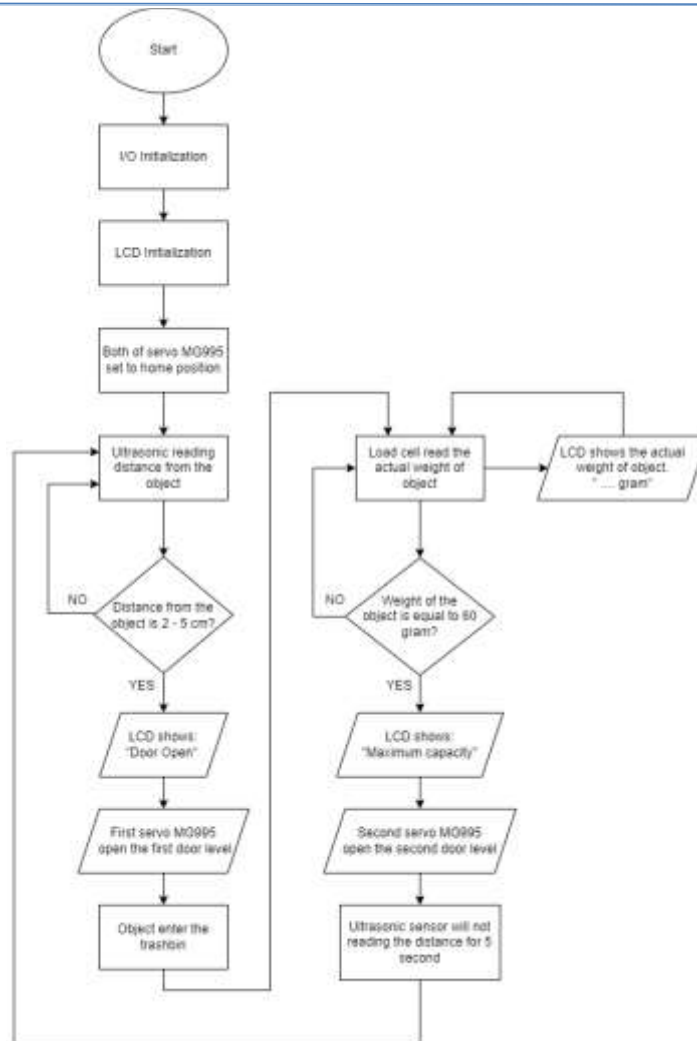 Start
I/O Initialization
LCD Initialization
Both of servo MG995
set to home position
Ultrasonic reading
distance from the
object
NO
Distance from the
object is 2 - 5 cm?
YES
LCD shows:
"Door Open"
First servo MG995
open the first door level
Object enter the
trashbin
Load cell read the
actual weight of
object
LCD shows the actual
weight of object.
" .... gram"
NO
Weight of the
object is equal to 60
gram?
YES
LCD shows:
"Maximum capacity"
Second servo MG995
open the second door level
Ultrasonic sensor will not
reading the distance for 5
second